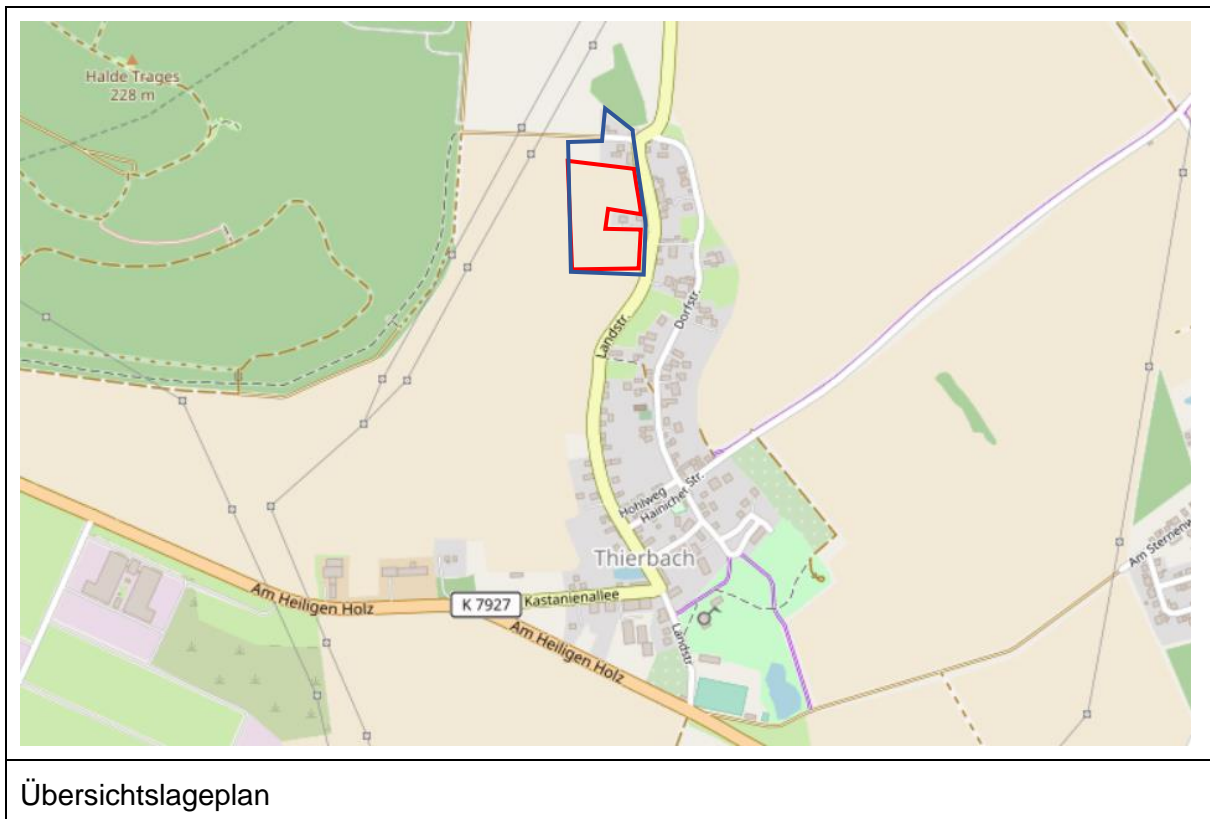 Halde Trages
228 m
Landstr.
Dorfstr.
Hohlweg
Hainicher Str.
Thierbach
Am Heiligen Holz
K 7927
Kastanienallee
Am Heiligen Holz
Landstr
Am Sternenw
Übersichtslageplan